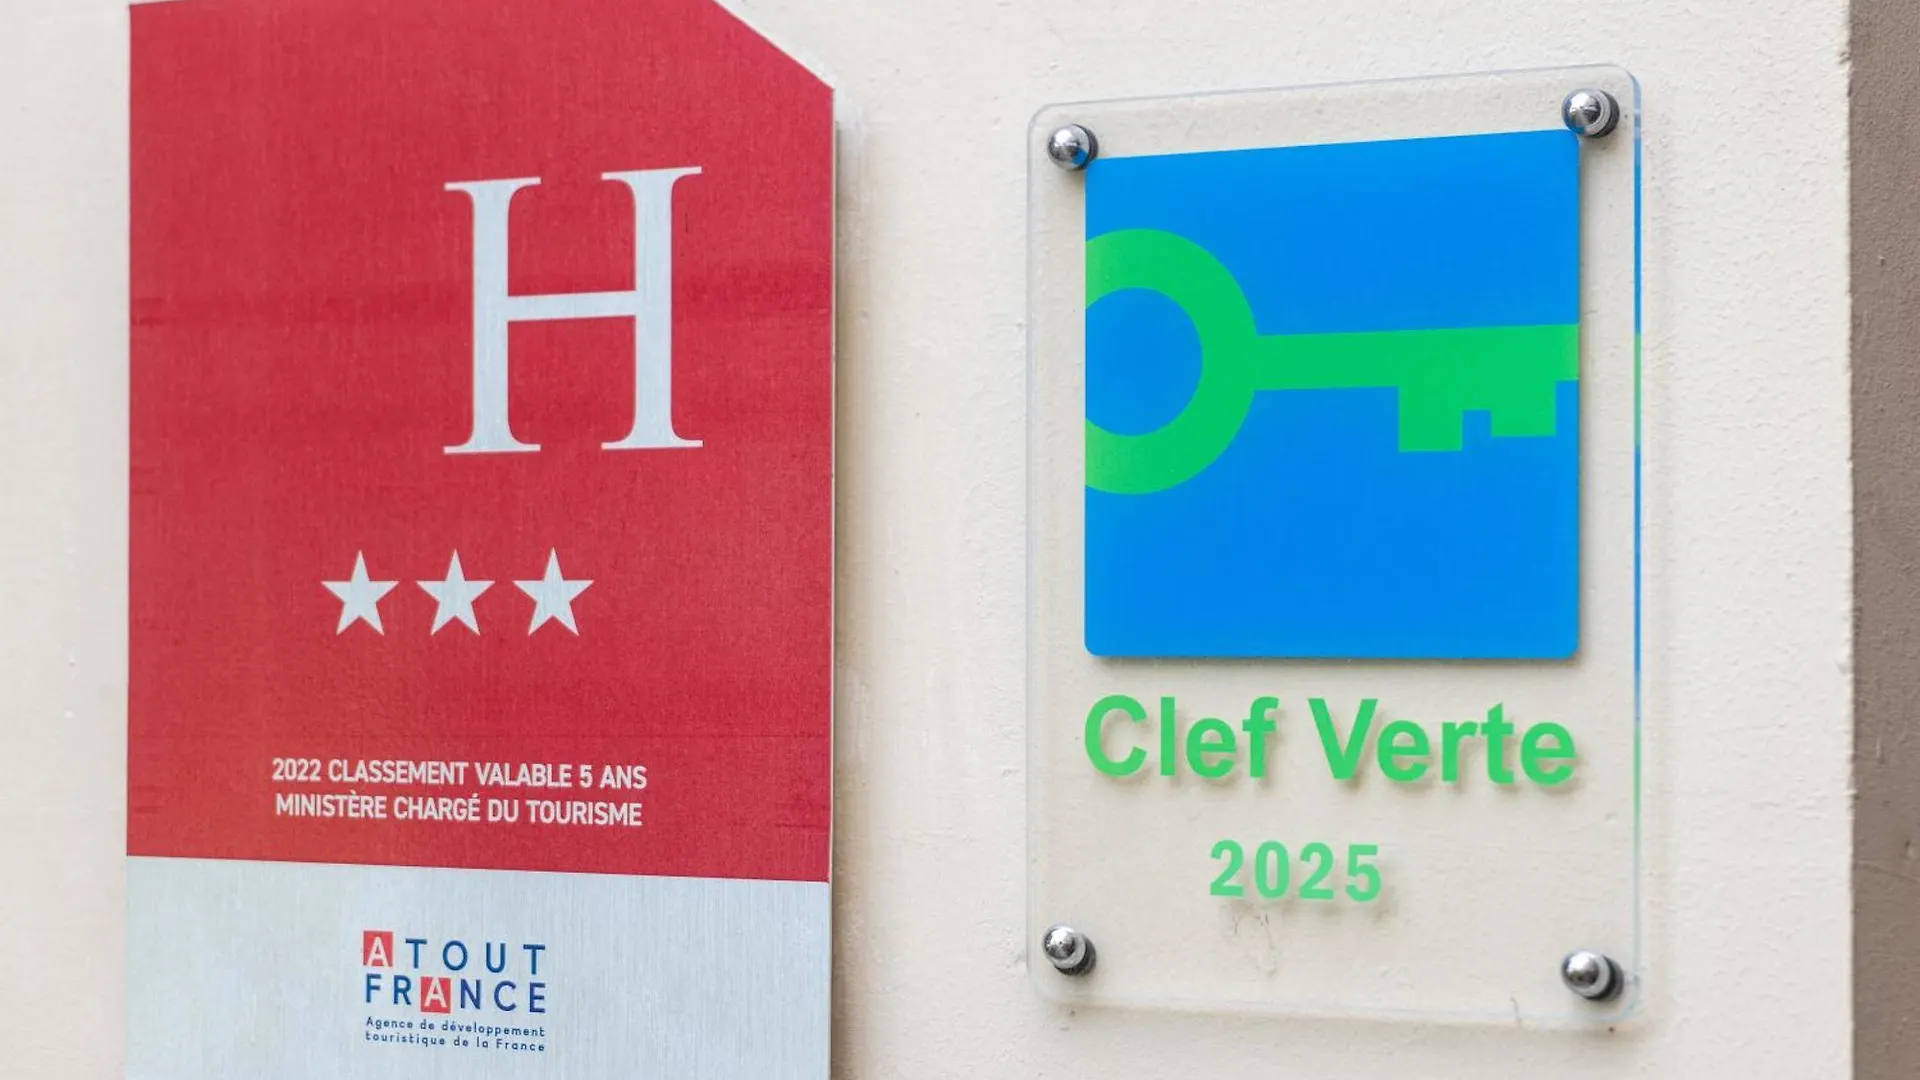 H
2022 CLASSEMENT VALABLE 5 ANS
MINISTÈRE CHARGÉ DU TOURISME
ATOUT
FRANCE
Agence de développement
touristique de la France
Clef Verte
2025